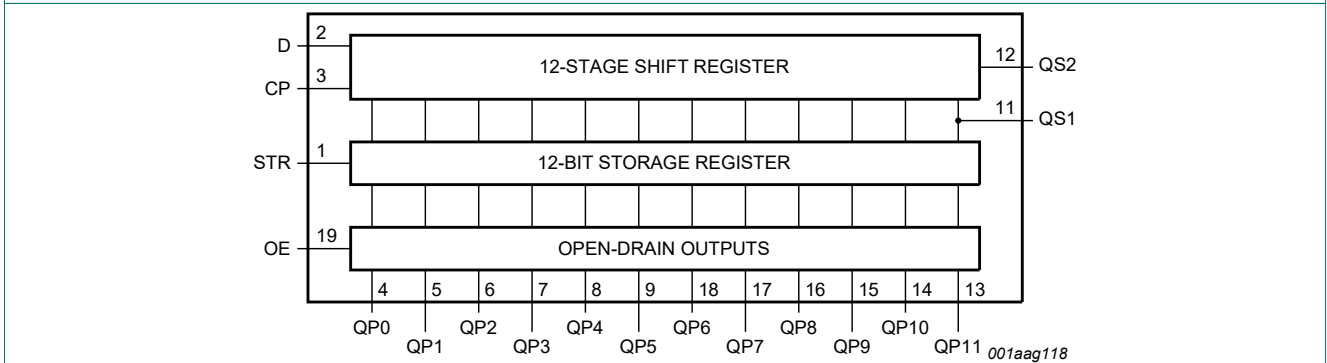 D 2
12-STAGE SHIFT REGISTER
12 QS2
CP 3
11 QS1
STR 1
12-BIT STORAGE REGISTER
OE 19
OPEN-DRAIN OUTPUTS
4 5 6 7 8 9 18 17 16 15 14 13
QP0 QP2 QP4 QP6 QP8 QP10
QP1 QP3 QP5 QP7 QP9 QP11
001aag118